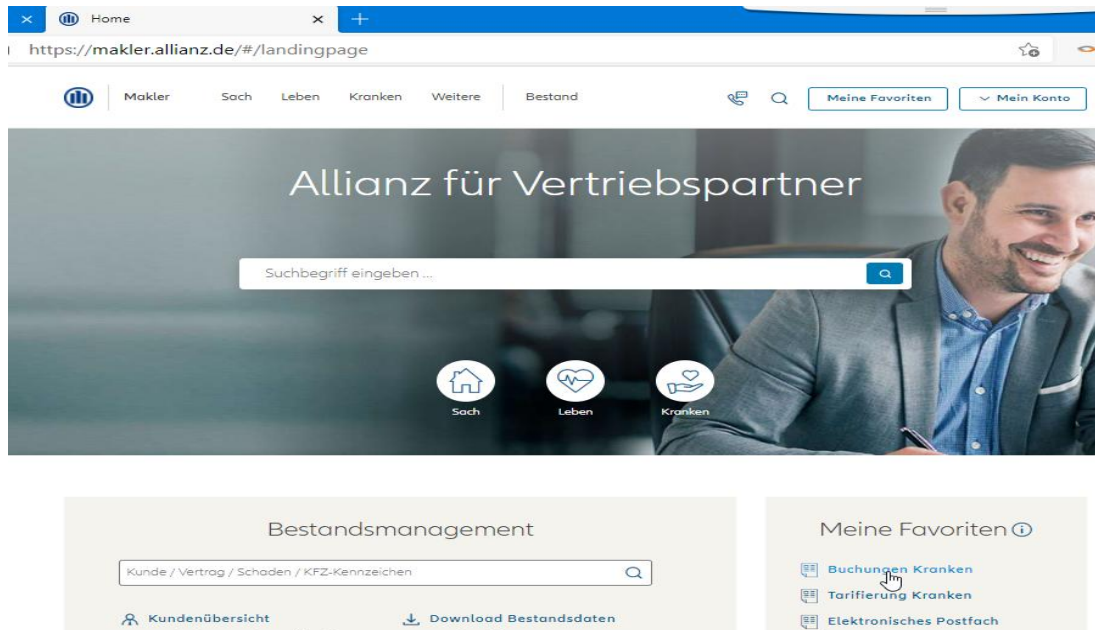 Home
https://makler.allianz.de/#/landingpage
Makler Sach Leben Kranken Weitere Bestand Meine Favoriten Mein Konto
Allianz für Vertriebspartner
Suchbegriff eingeben ...
Sach Leben Kranken
Bestandsmanagement
Kunde / Vertrag / Schaden / KFZ-Kennzeichen
Kundenübersicht Download Bestandsdaten
Meine Favoriten
Buchungen Kranken
Tarifierung Kranken
Elektronisches Postfach